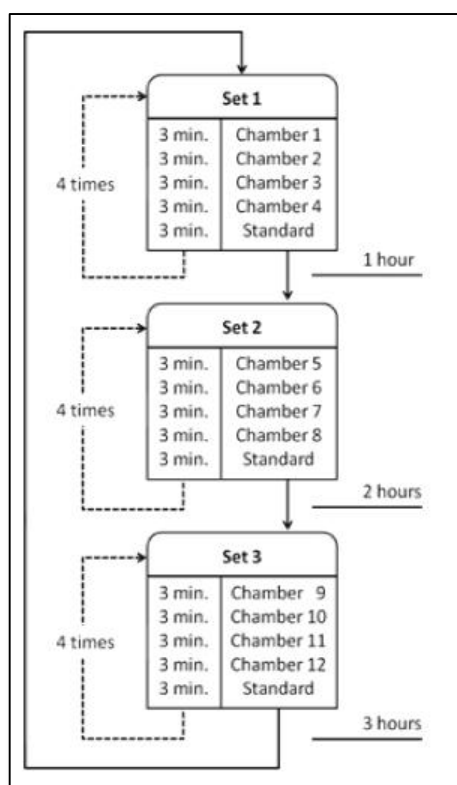 Set 1
3 min. Chamber 1
3 min. Chamber 2
3 min. Chamber 3
3 min. Chamber 4
3 min. Standard
4 times
1 hour
Set 2
3 min. Chamber 5
3 min. Chamber 6
3 min. Chamber 7
3 min. Chamber 8
3 min. Standard
4 times
2 hours
Set 3
3 min. Chamber 9
3 min. Chamber 10
3 min. Chamber 11
3 min. Chamber 12
3 min. Standard
4 times
3 hours